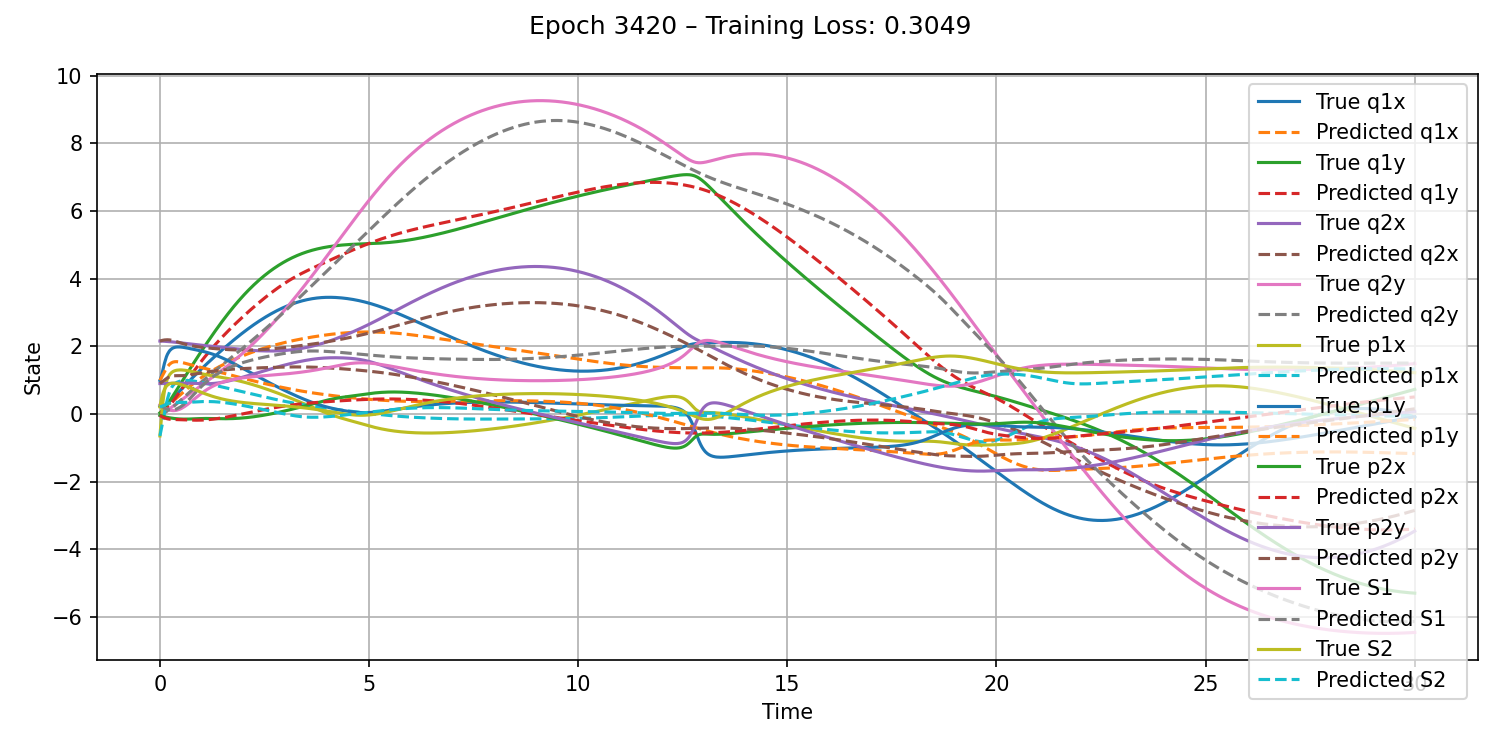 Epoch 3420 – Training Loss: 0.3049
10
8
6
4
2
0
−2
−4
−6
State
0
5
10
15
20
25
30
Time
True q1x
Predicted q1x
True q1y
Predicted q1y
True q2x
Predicted q2x
True q2y
Predicted q2y
True p1x
Predicted p1x
True p1y
Predicted p1y
True p2x
Predicted p2x
True p2y
Predicted p2y
True S1
Predicted S1
True S2
Predicted S2